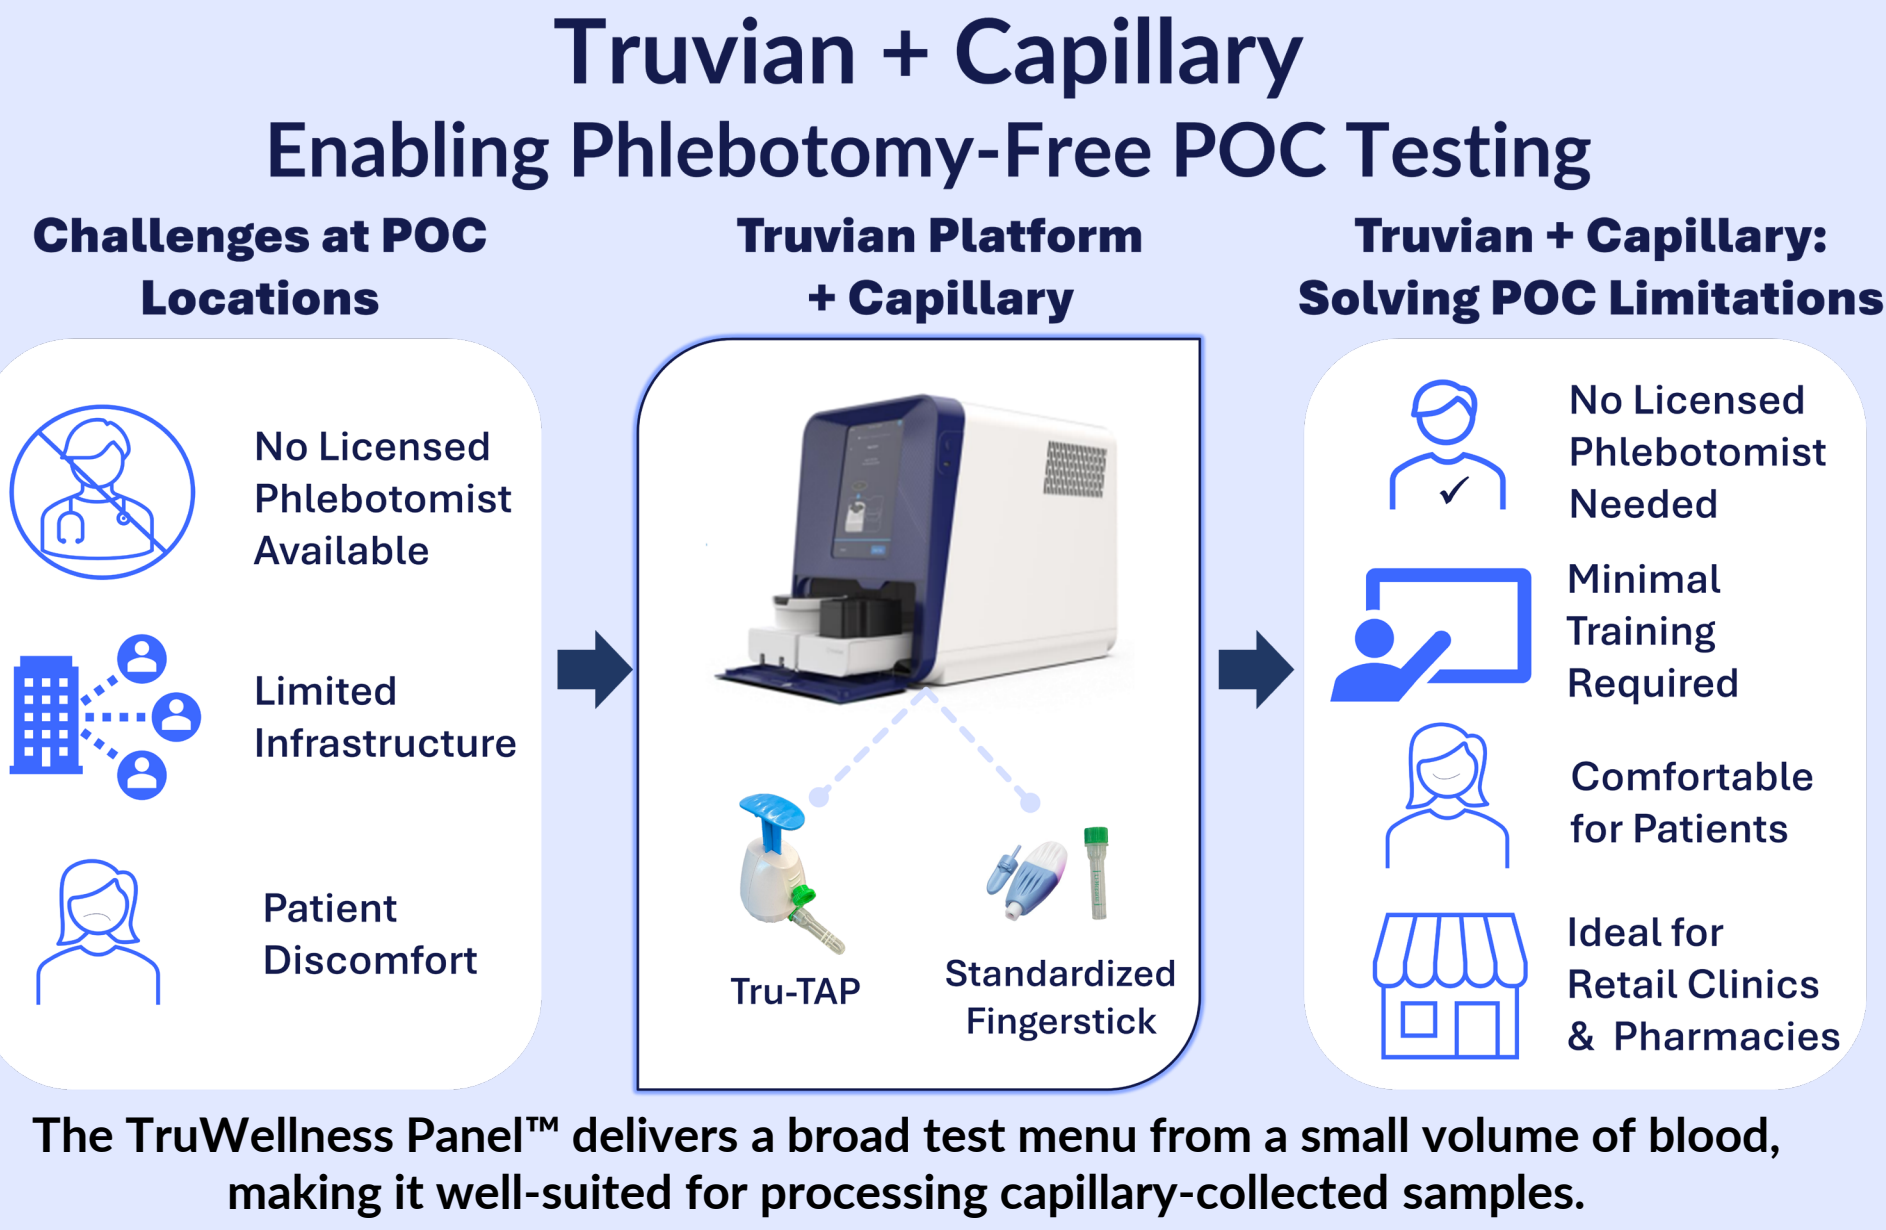 Truvian + Capillary
Enabling Phlebotomy-Free POC Testing
Challenges at POC
Locations
No Licensed
Phlebotomist
Available
Limited
Infrastructure
Patient
Discomfort
Truvian Platform
+ Capillary
Tru-TAP
Standardized
Fingerstick
Truvian + Capillary:
Solving POC Limitations
No Licensed
Phlebotomist
Needed
Minimal
Training
Required
Comfortable
for Patients
Ideal for
Retail Clinics
& Pharmacies
The TruWellness Panel™ delivers a broad test menu from a small volume of blood,
making it well-suited for processing capillary-collected samples.